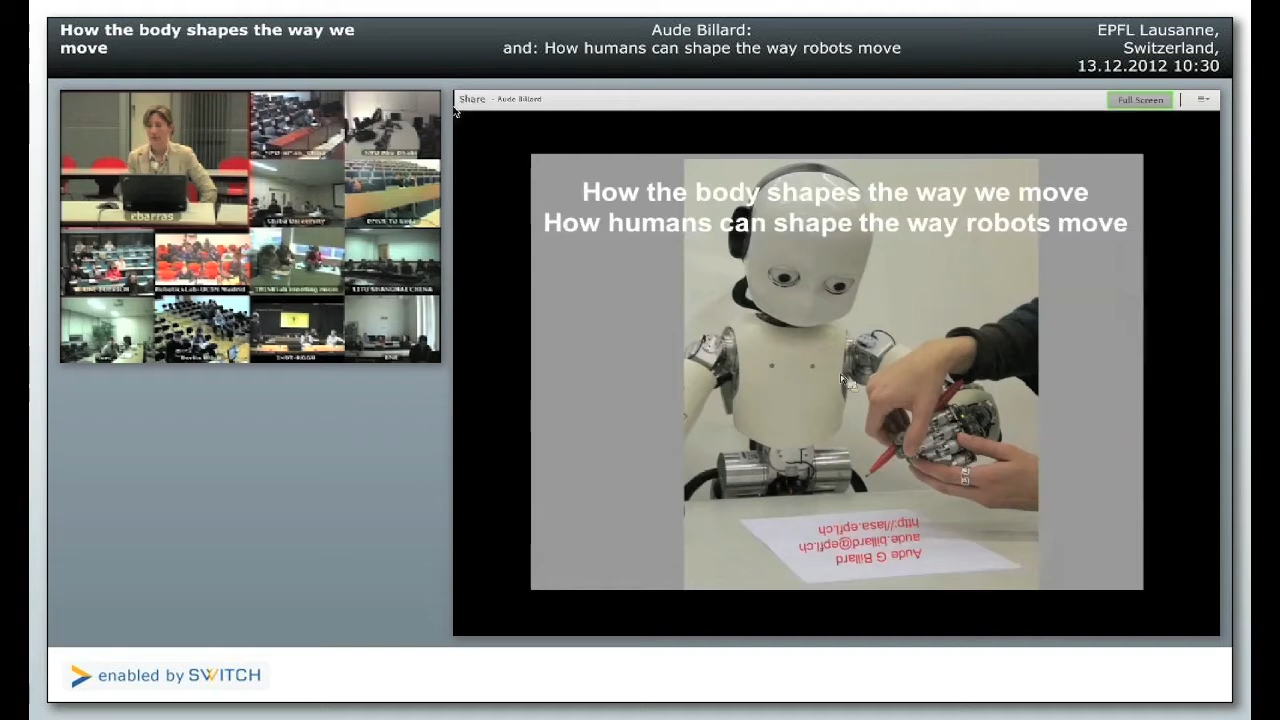 How the body shapes the way we
move
Aude Billard:
and: How humans can shape the way robots move
EPFL Lausanne,
Switzerland,
13.12.2012 10:30
cbarras
Share - Aude Billard
Full Screen
How the body shapes the way we move
How humans can shape the way robots move
Aude G Billard
aude.billard@epfl.ch
http://lasa.epfl.ch
enabled by SWITCH